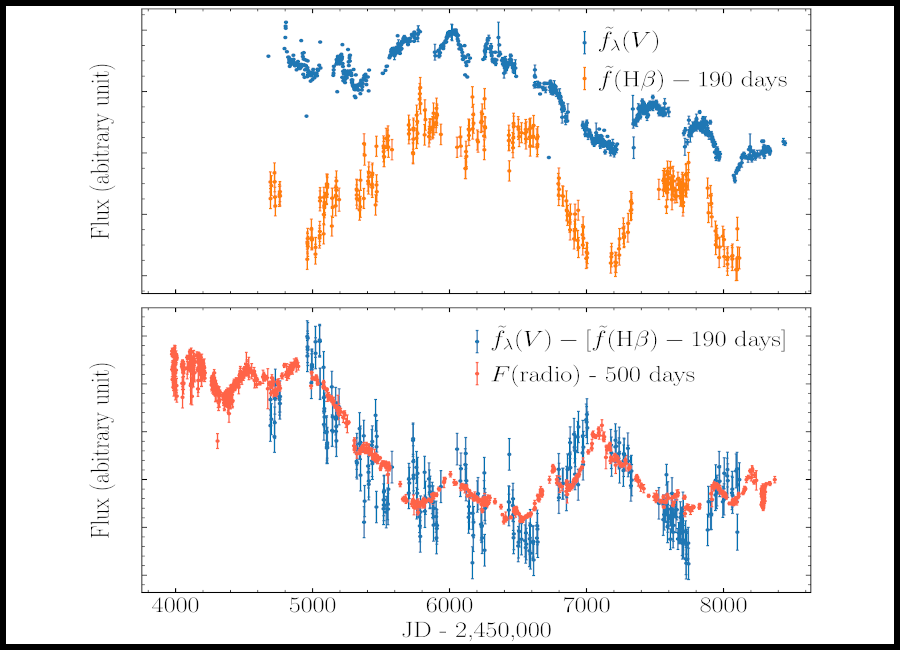 f̃λ(V)
f̃(Hβ) − 190 days
Flux (abitrary unit)
f̃λ(V) − [f̃(Hβ) − 190 days]
F(radio) - 500 days
Flux (abitrary unit)
4000 5000 6000 7000 8000
JD - 2,450,000